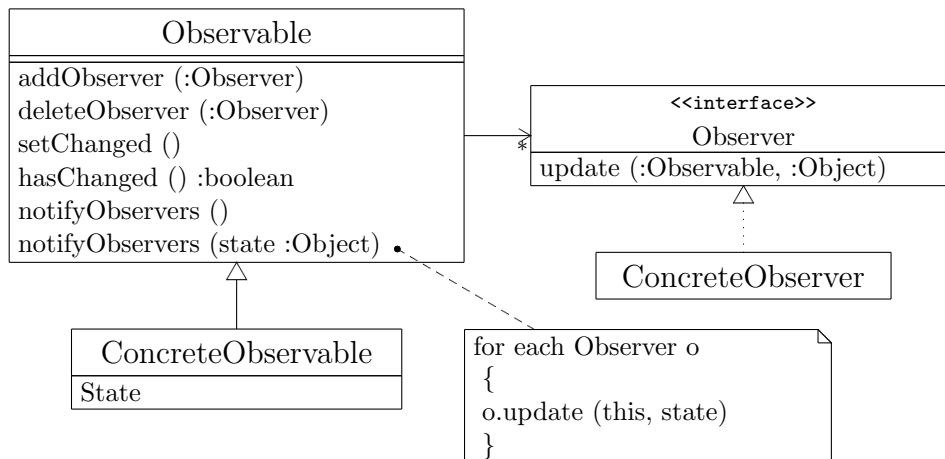 Observable
addObserver (:Observer)
deleteObserver (:Observer)
setChanged ()
hasChanged () :boolean
notifyObservers ()
notifyObservers (state :Object)
*
<<interface>>
Observer
update (:Observable, :Object)
ConcreteObserver
ConcreteObservable
State
for each Observer o
{
o.update (this, state)
}